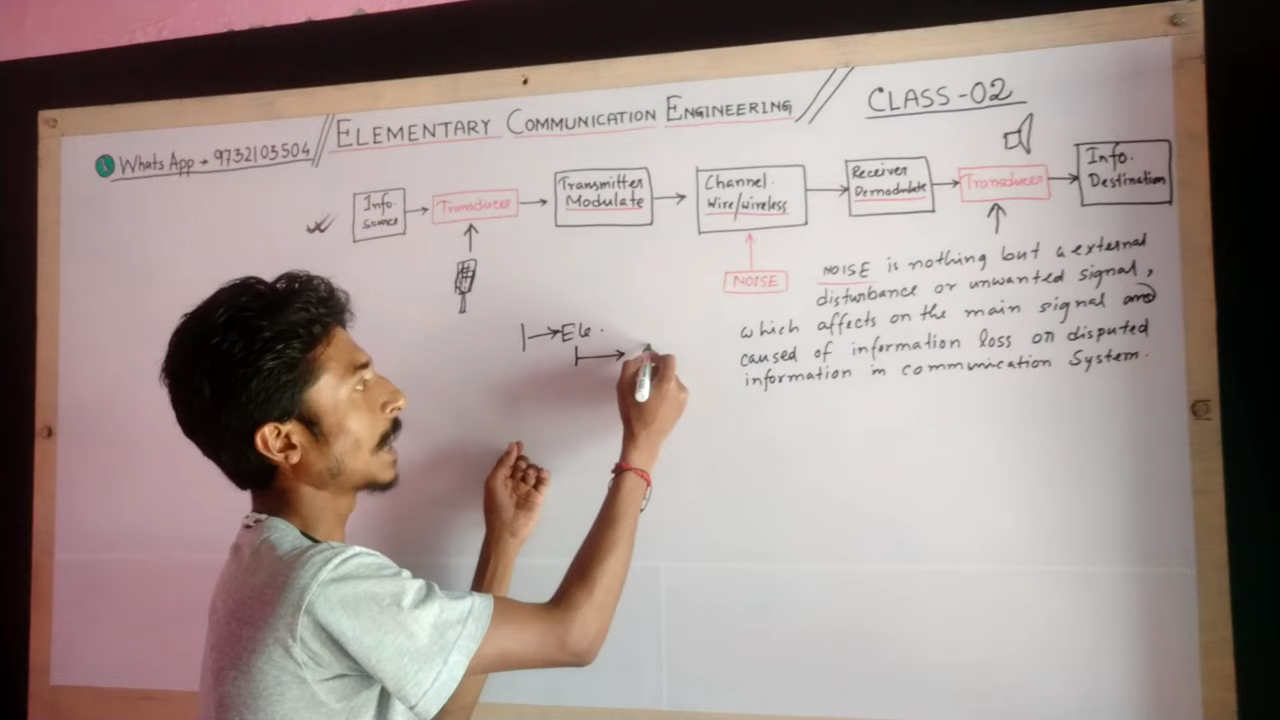 WhatsApp → 9732103504 // ELEMENTARY COMMUNICATION ENGINEERING // CLASS-02
Info. source
Transducer
Transmitter
Modulate
Channel.
Wire/wireless
Receiver
Demodulate
Transducer
Info.
Destination
NOISE
NOISE is nothing but a external
disturbance or unwanted signal,
which affects on the main signal and
caused of information loss or disputed
information in communication System.
Ele.